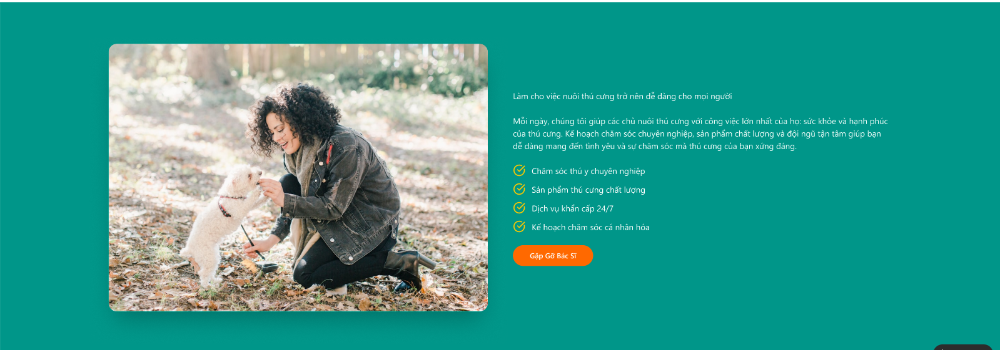 Làm cho việc nuôi thú cưng trở nên dễ dàng cho mọi người
Mỗi ngày, chúng tôi giúp các chủ nuôi thú cưng với công việc lớn nhất của họ: sức khỏe và hạnh phúc
của thú cưng. Kế hoạch chăm sóc chuyên nghiệp, sản phẩm chất lượng và đội ngũ tận tâm giúp bạn
dễ dàng mang đến tình yêu và sự chăm sóc mà thú cưng của bạn xứng đáng.
Chăm sóc thú y chuyên nghiệp
Sản phẩm thú cưng chất lượng
Dịch vụ khẩn cấp 24/7
Kế hoạch chăm sóc cá nhân hóa
Gặp Gỡ Bác Sĩ